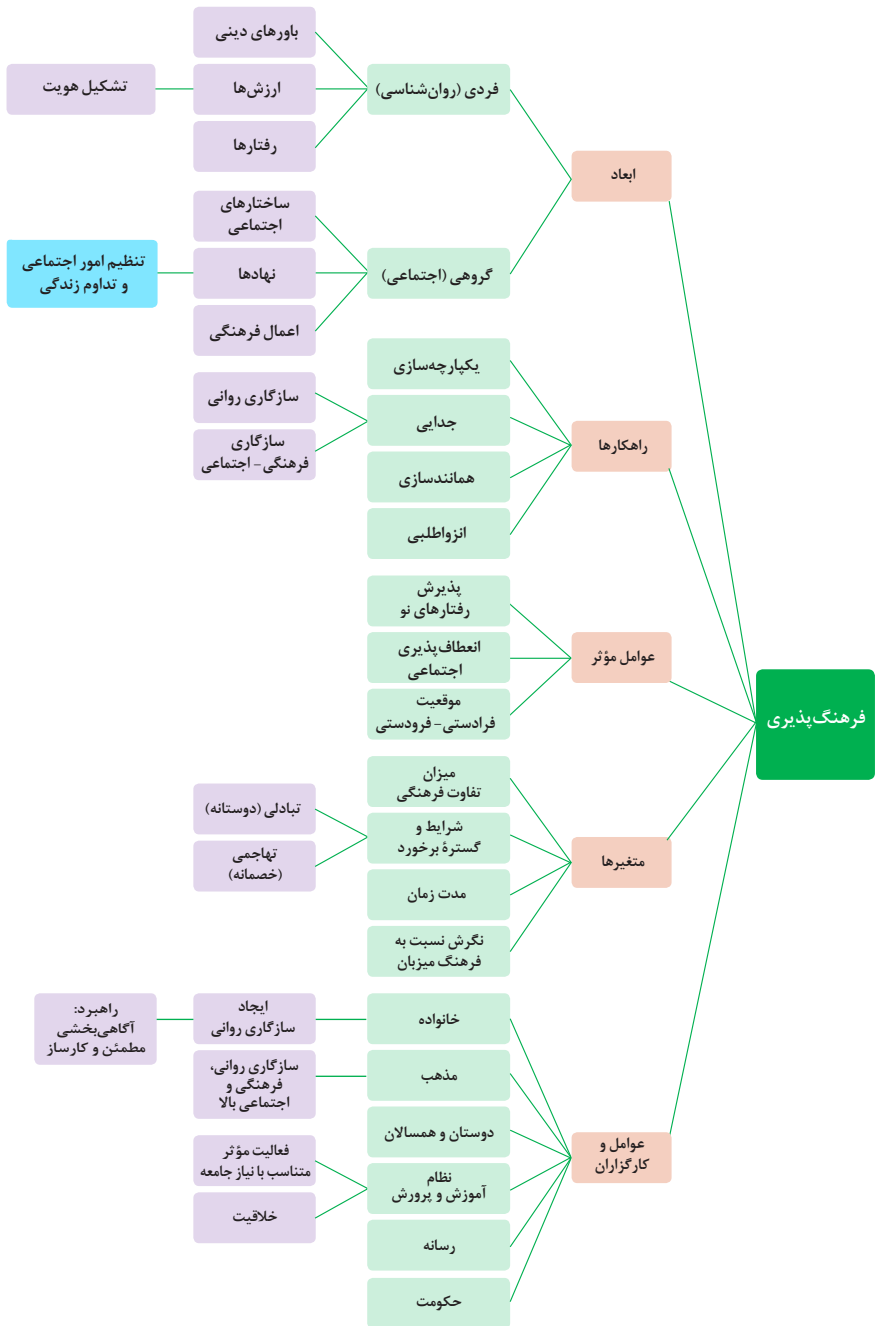 فرهنگ‌پذیری
ابعاد
فردی (روان‌شناسی)
باورهای دینی
ارزش‌ها
تشکیل هویت
رفتارها
گروهی (اجتماعی)
ساختارهای
اجتماعی
نهادها
تنظیم امور اجتماعی
و تداوم زندگی
اعمال فرهنگی
راهکارها
یکپارچه‌سازی
جدایی
سازگاری روانی
سازگاری
فرهنگی – اجتماعی
همانندسازی
انزواطلبی
عوامل مؤثر
پذیرش
رفتارهای نو
انعطاف‌پذیری
اجتماعی
موقعیت
فرادستی – فرودستی
متغیرها
میزان
تفاوت فرهنگی
شرایط و
گسترهٔ برخورد
تبادلی (دوستانه)
تهاجمی
(خصمانه)
مدت زمان
نگرش نسبت به
فرهنگ میزبان
عوامل و
کارگزاران
خانواده
ایجاد
سازگاری روانی
راهبرد:
آگاهی‌بخشی
مطمئن و کارساز
مذهب
سازگاری روانی،
فرهنگی و
اجتماعی بالا
دوستان و همسالان
نظام
آموزش و پرورش
فعالیت مؤثر
متناسب با نیاز جامعه
خلاقیت
رسانه
حکومت